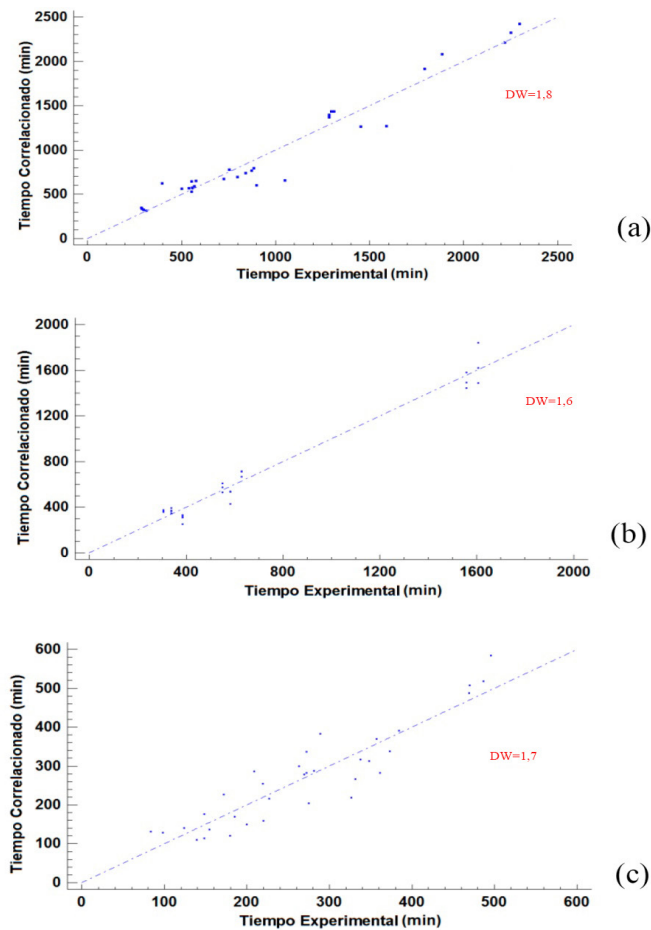 2500
2000
1500
1000
500
0
Tiempo Correlacionado (min)
DW=1,8
0 500 1000 1500 2000 2500
Tiempo Experimental (min)
(a)
2000
1600
1200
800
400
0
Tiempo Correlacionado (min)
DW=1,6
0 400 800 1200 1600 2000
Tiempo Experimental (min)
(b)
600
500
400
300
200
100
0
Tiempo Correlacionado (min)
DW=1,7
0 100 200 300 400 500 600
Tiempo Experimental (min)
(c)